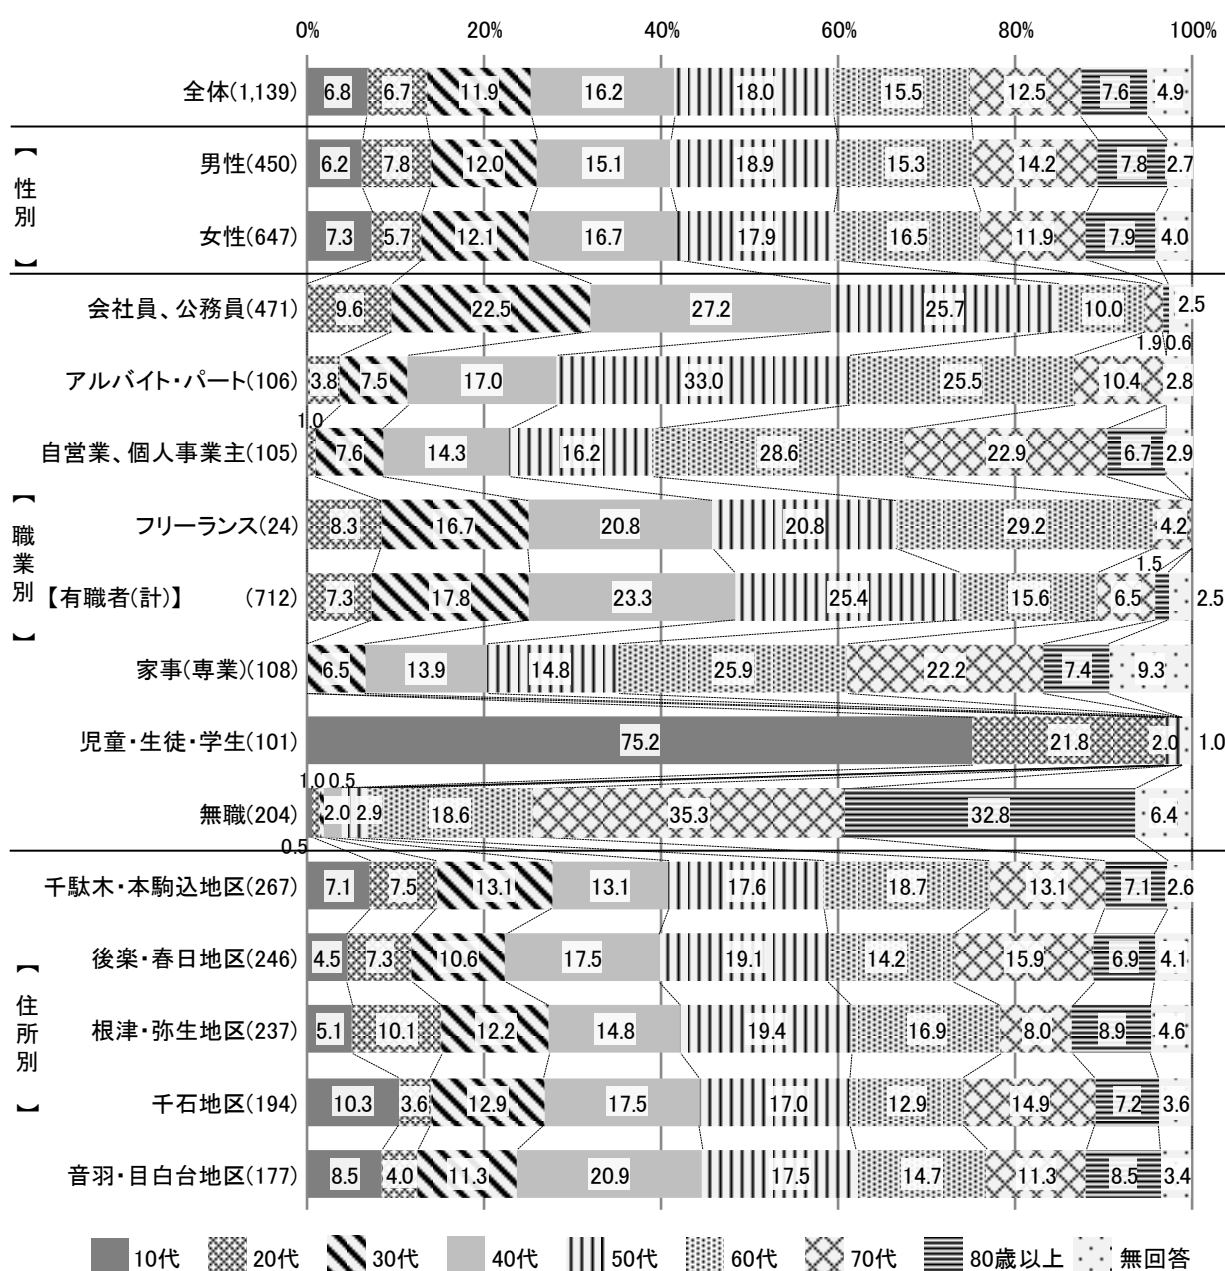 0% 20% 40% 60% 80% 100%
全体(1,139) 6.8 6.7 11.9 16.2 18.0 15.5 12.5 7.6 4.9
【性別】
男性(450) 6.2 7.8 12.0 15.1 18.9 15.3 14.2 7.8 2.7
女性(647) 7.3 5.7 12.1 16.7 17.9 16.5 11.9 7.9 4.0
【職業別】
会社員、公務員(471) 9.6 22.5 27.2 25.7 10.0 1.9 0.6 2.5
アルバイト・パート(106) 3.8 7.5 17.0 33.0 25.5 10.4 2.8
自営業、個人事業主(105) 1.0 7.6 14.3 16.2 28.6 22.9 6.7 2.9
フリーランス(24) 8.3 16.7 20.8 20.8 29.2 4.2
【有職者(計)】 (712) 7.3 17.8 23.3 25.4 15.6 6.5 1.5 2.5
家事(専業)(108) 6.5 13.9 14.8 25.9 22.2 7.4 9.3
児童・生徒・学生(101) 75.2 21.8 2.0 1.0
無職(204) 0.5 1.0 0.5 2.0 2.9 18.6 35.3 32.8 6.4
【住所別】
千駄木・本駒込地区(267) 7.1 7.5 13.1 13.1 17.6 18.7 13.1 7.1 2.6
後楽・春日地区(246) 4.5 7.3 10.6 17.5 19.1 14.2 15.9 6.9 4.1
根津・弥生地区(237) 5.1 10.1 12.2 14.8 19.4 16.9 8.0 8.9 4.6
千石地区(194) 10.3 3.6 12.9 17.5 17.0 12.9 14.9 7.2 3.6
音羽・目白台地区(177) 8.5 4.0 11.3 20.9 17.5 14.7 11.3 8.5 3.4
10代 20代 30代 40代 50代 60代 70代 80歳以上 無回答